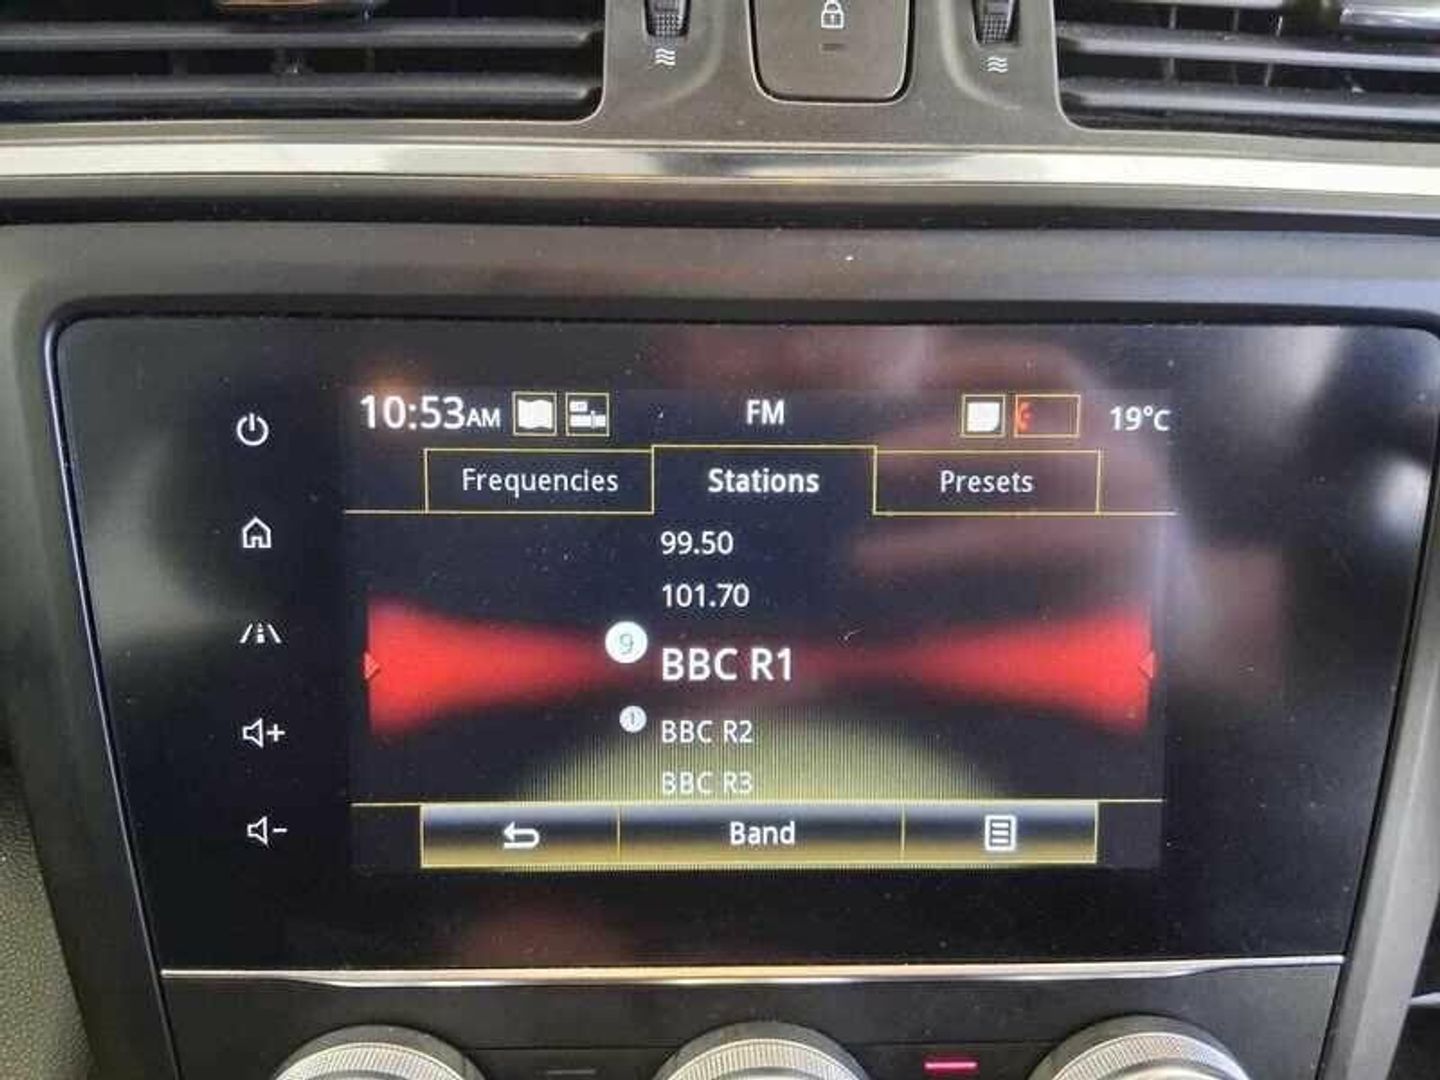 10:53AM FM 19°C
Frequencies Stations Presets
99.50
101.70
9 BBC R1
1 BBC R2
BBC R3
Band